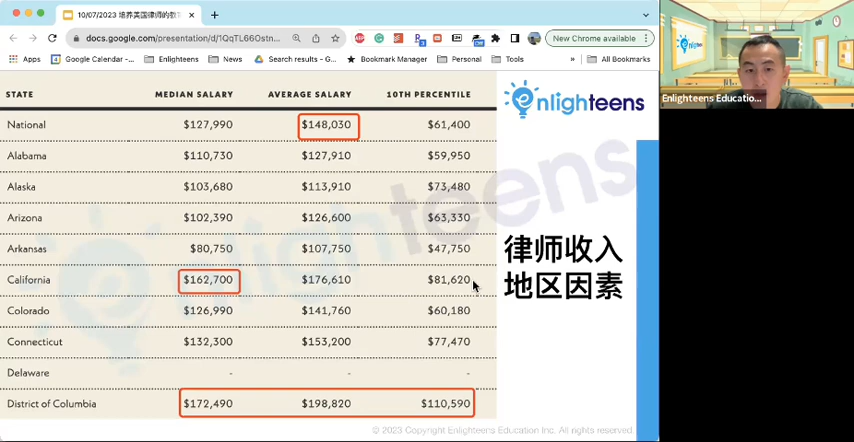 10/07/2023 培养美国律师的教
docs.google.com/presentation/d/1QqTL66Ostn...
New Chrome available
Apps
Google Calendar -...
Enlighteens
News
Search results - G...
Bookmark Manager
Personal
Tools
»
All Bookmarks
STATE MEDIAN SALARY AVERAGE SALARY 10TH PERCENTILE
National $127,990 $148,030 $61,400
Alabama $110,730 $127,910 $59,950
Alaska $103,680 $113,910 $73,480
Arizona $102,390 $126,600 $63,330
Arkansas $80,750 $107,750 $47,750
California $162,700 $176,610 $81,620
Colorado $126,990 $141,760 $60,180
Connecticut $132,300 $153,200 $77,470
Delaware - - -
District of Columbia $172,490 $198,820 $110,590
enlighteens
enlighteens
律师收入
地区因素
© 2023 Copyright Enlighteens Education Inc. All rights reserved
Enlighteens Educatio...